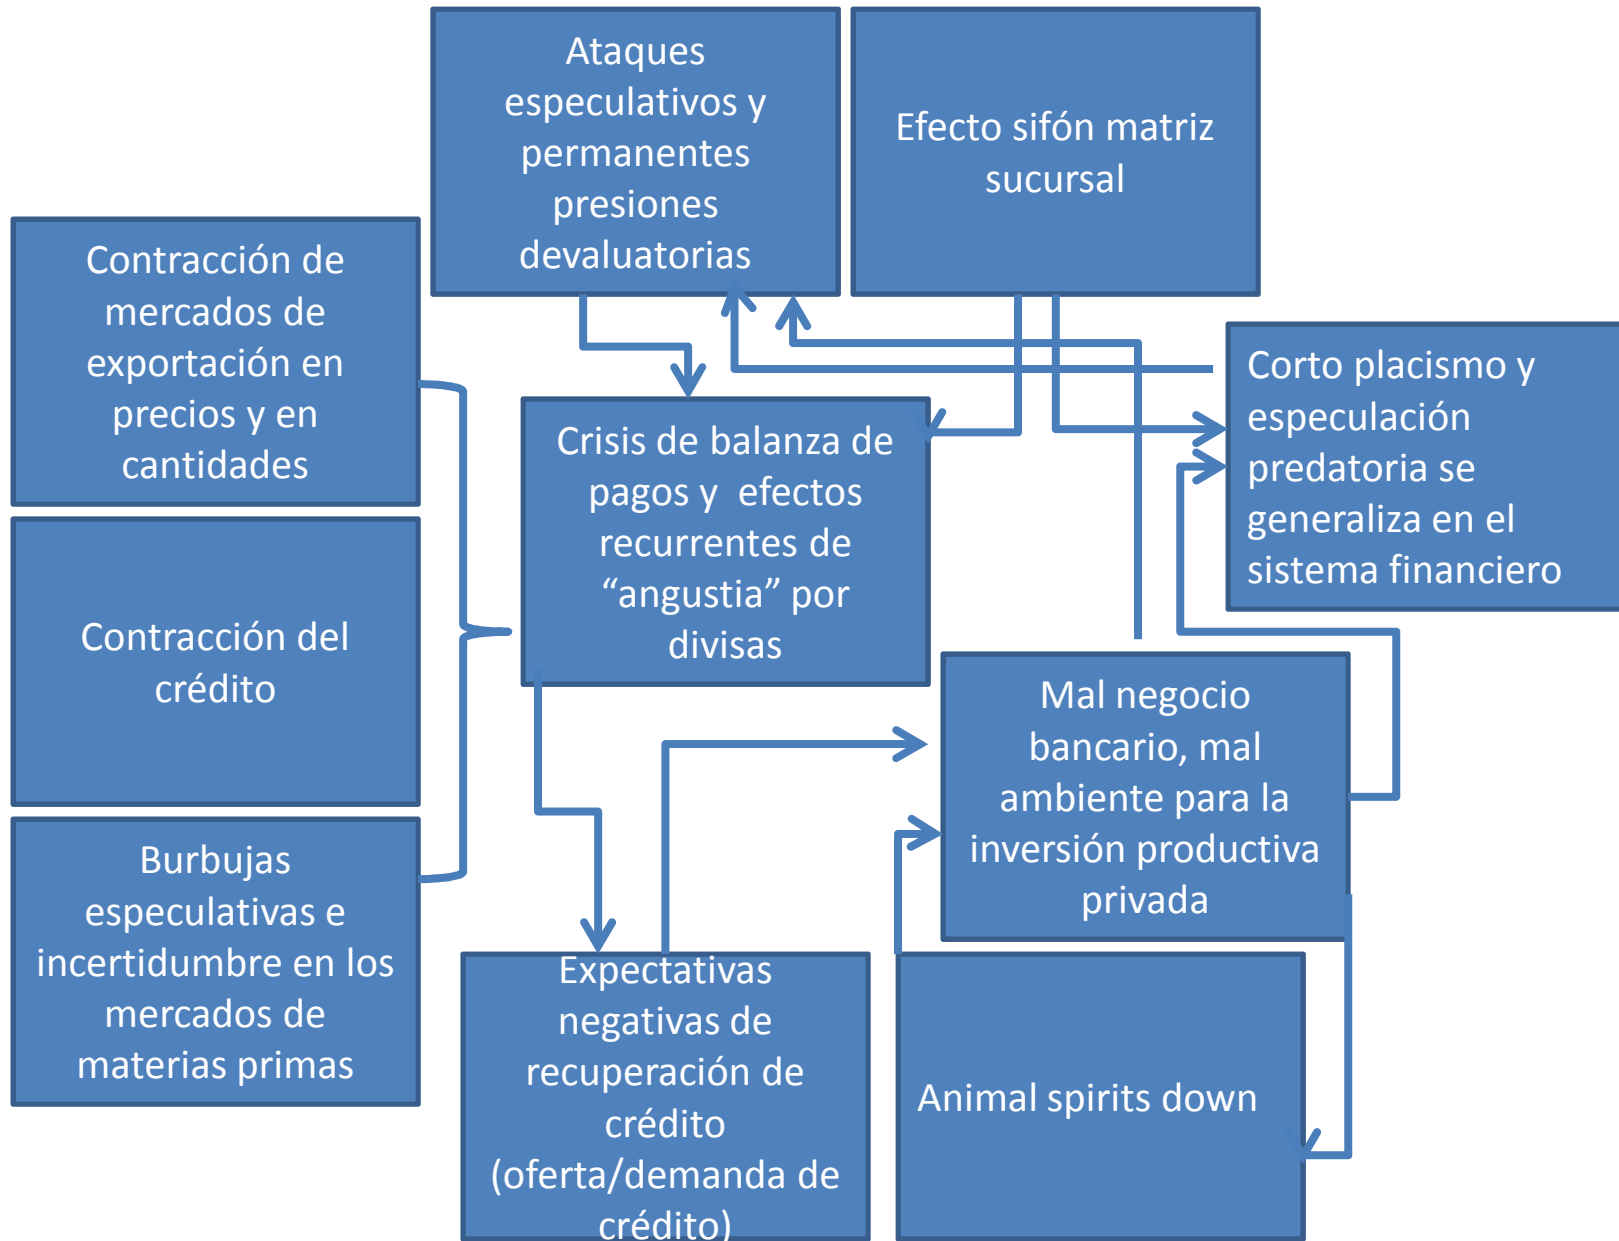 Ataques
especulativos y
permanentes
presiones
devaluatorias
Efecto sifón matriz
sucursal
Contracción de
mercados de
exportación en
precios y en
cantidades
Corto placismo y
especulación
predatoria se
generaliza en el
sistema financiero
Crisis de balanza de
pagos y efectos
recurrentes de
“angustia” por
divisas
Contracción del
crédito
Mal negocio
bancario, mal
ambiente para la
inversión productiva
privada
Burbujas
especulativas e
incertidumbre en los
mercados de
materias primas
Expectativas
negativas de
recuperación de
crédito
(oferta/demanda de
crédito)
Animal spirits down